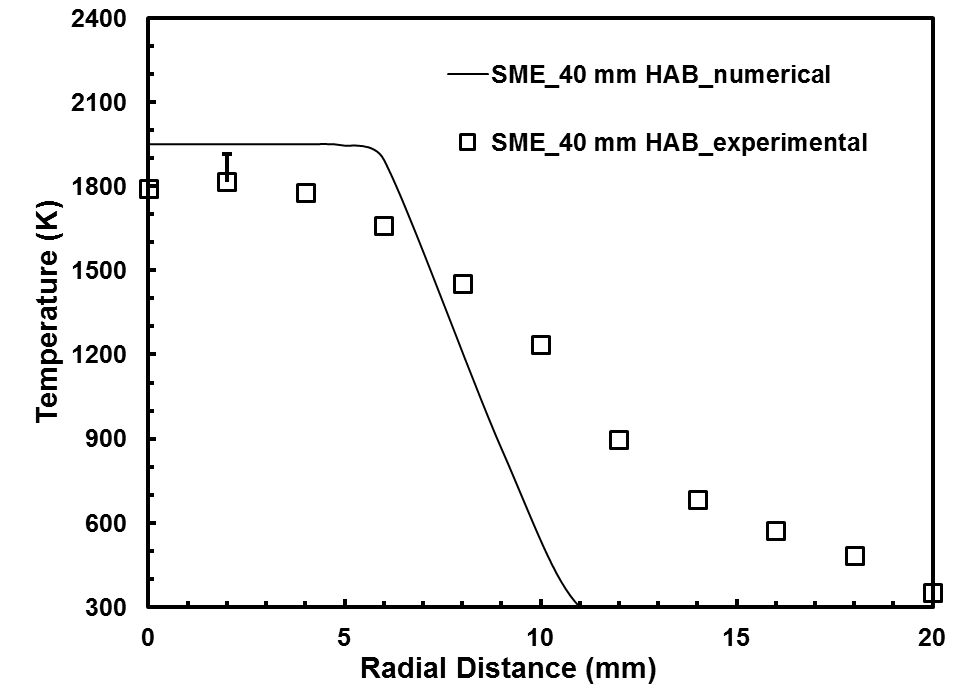 2400
2100
1800
1500
1200
900
600
300
Temperature (K)
SME_40 mm HAB_numerical
SME_40 mm HAB_experimental
0 5 10 15 20
Radial Distance (mm)